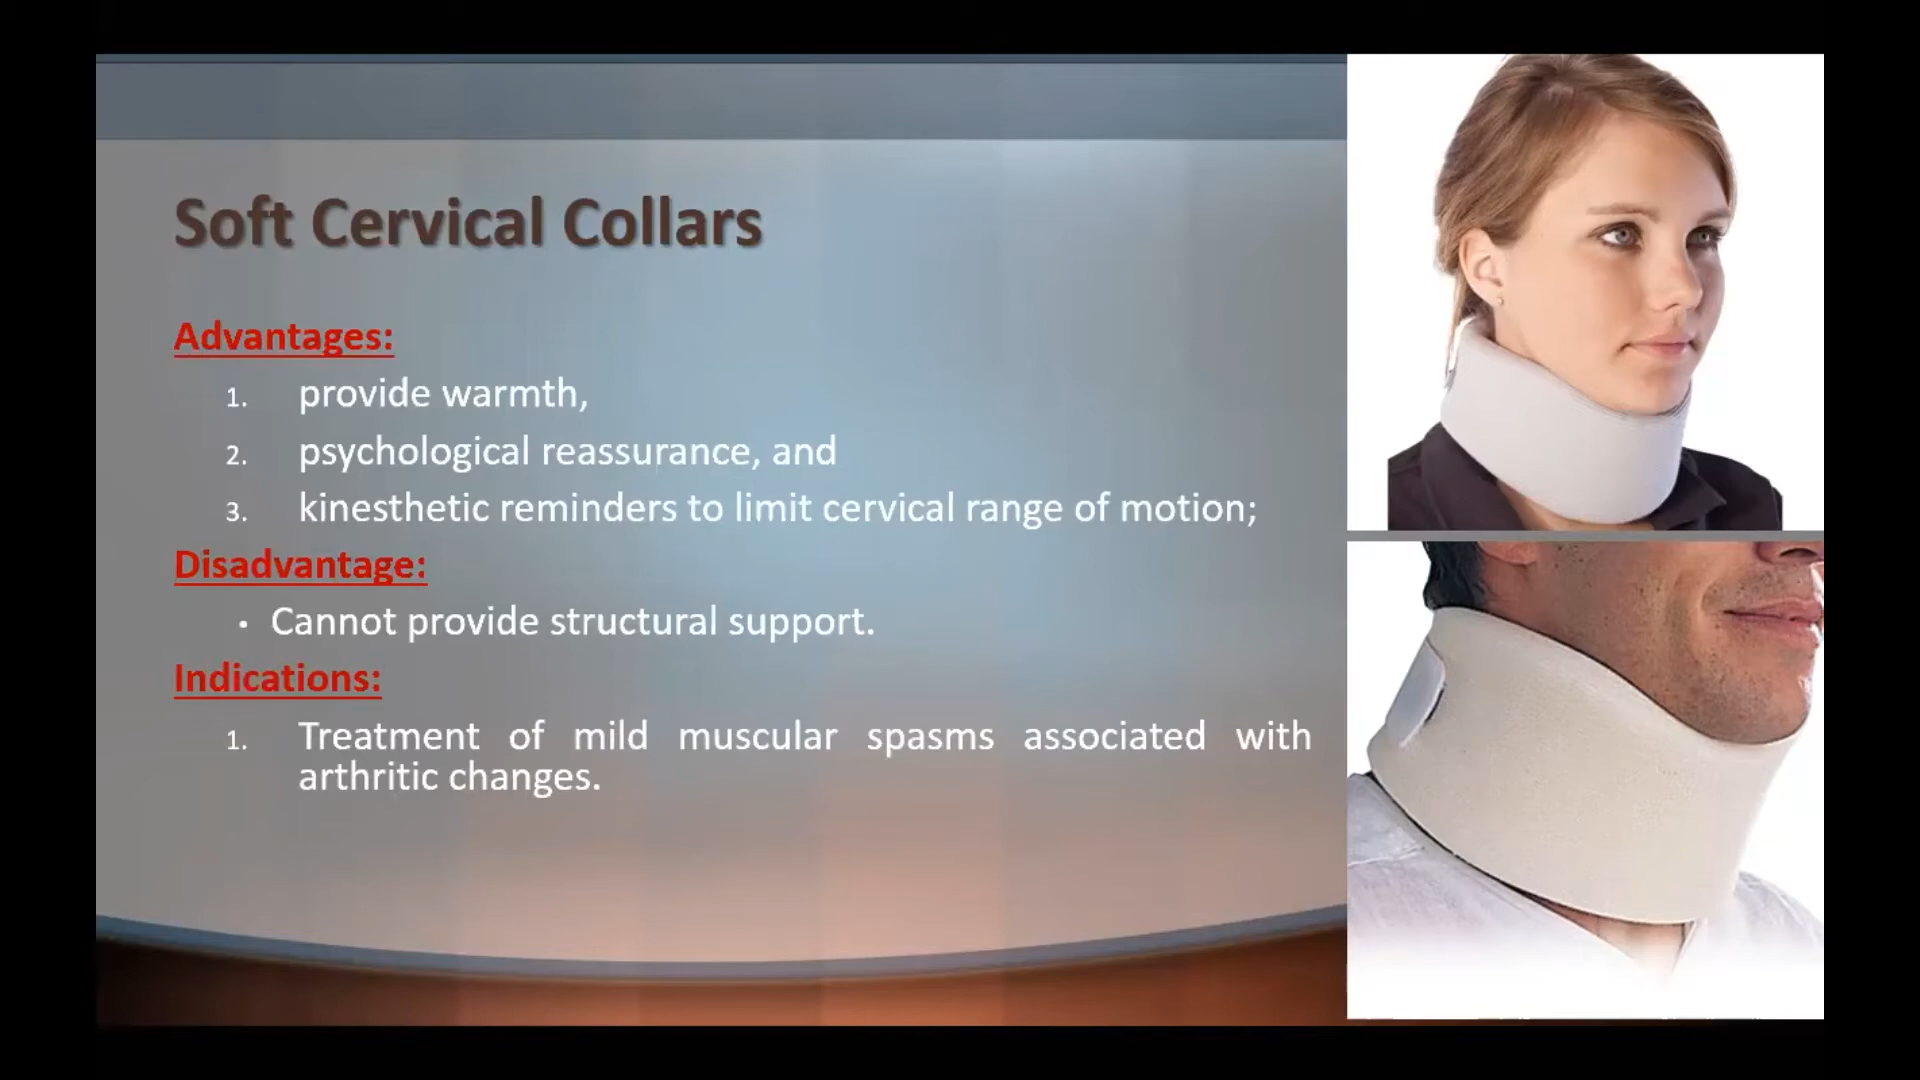 Soft Cervical Collars
Advantages:
1. provide warmth,
2. psychological reassurance, and
3. kinesthetic reminders to limit cervical range of motion;
Disadvantage:
• Cannot provide structural support.
Indications:
1. Treatment of mild muscular spasms associated with
arthritic changes.